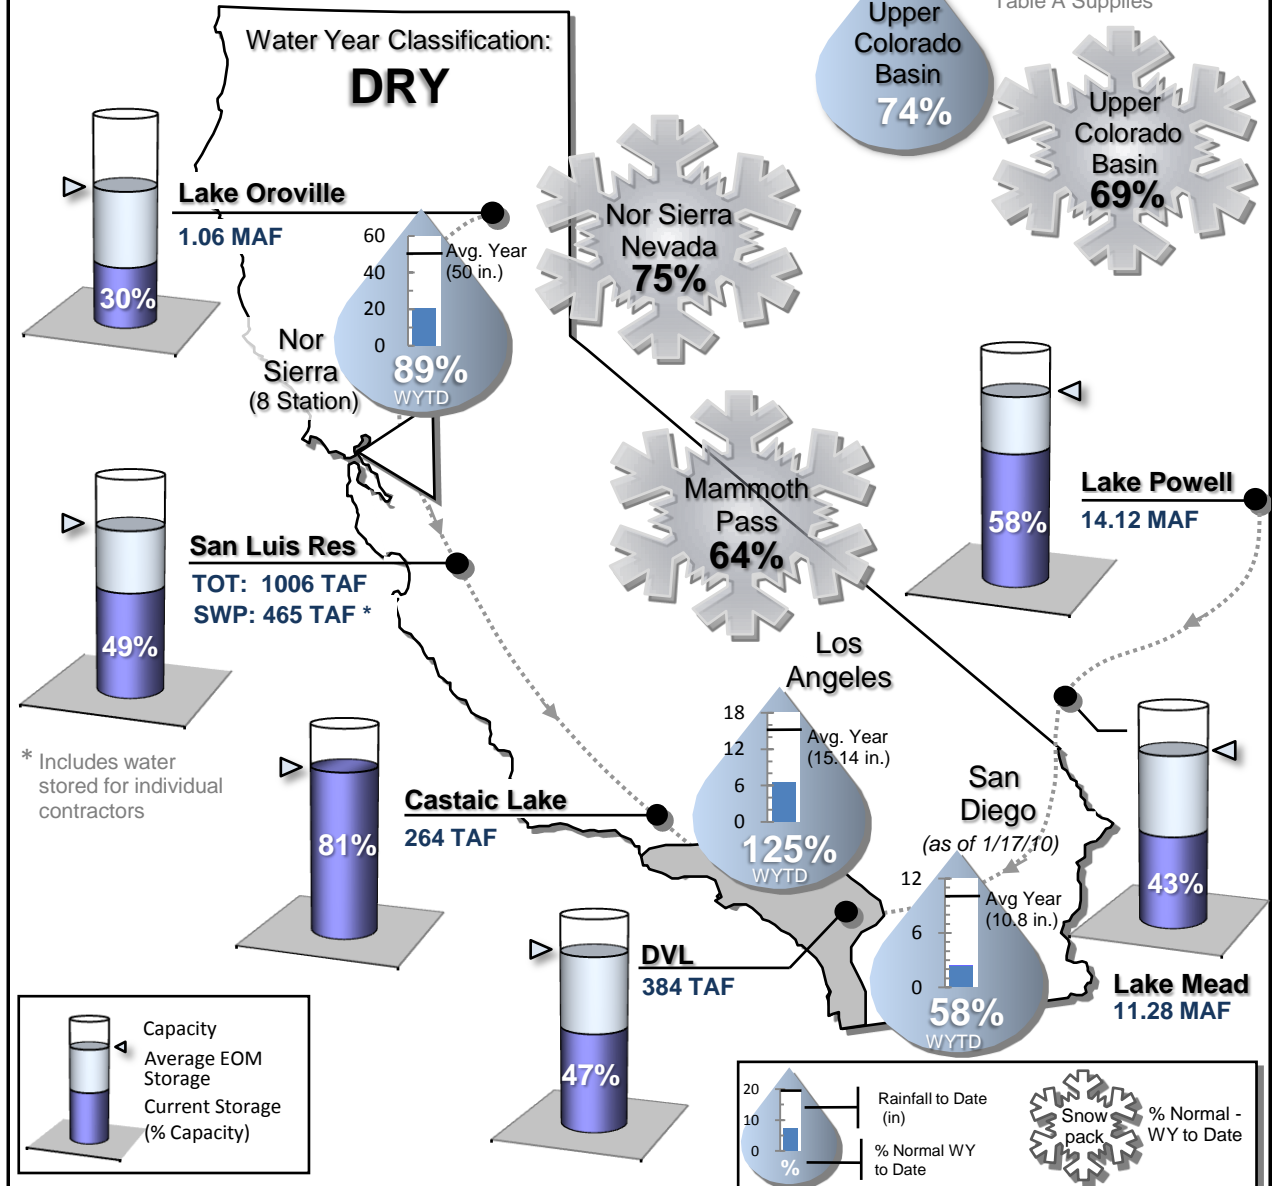 Table A Supplies
Water Year Classification:
DRY
Upper
Colorado
Basin
74%
Upper
Colorado
Basin
69%
Lake Oroville
1.06 MAF
30%
60
40
20
0
Avg. Year
(50 in.)
89%
WYTD
Nor
Sierra
(8 Station)
Nor Sierra
Nevada
75%
Mammoth
Pass
64%
58%
Lake Powell
14.12 MAF
San Luis Res
TOT: 1006 TAF
SWP: 465 TAF *
49%
* Includes water
stored for individual
contractors
Los
Angeles
18
12
6
0
Avg. Year
(15.14 in.)
125%
WYTD
Castaic Lake
264 TAF
81%
San
Diego
(as of 1/17/10)
12
6
0
Avg Year
(10.8 in.)
58%
WYTD
43%
Lake Mead
11.28 MAF
DVL
384 TAF
47%
Capacity
Average EOM
Storage
Current Storage
(% Capacity)
20
10
0
%
Rainfall to Date
(in)
% Normal WY
to Date
Snow
pack
% Normal -
WY to Date